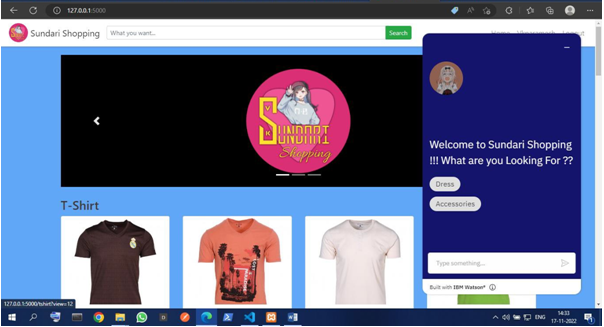 127.0.0.1:5000
Sundari Shopping
What you want...
Search
Home
Logout
SUNDARI
Shopping
Welcome to Sundari Shopping
!!! What are you Looking For ??
Dress
Accessories
Type something...
Built with IBM Watson®
T-Shirt
127.0.0.1:5000/tshirt?view=12
ENG
14:33
17-11-2022